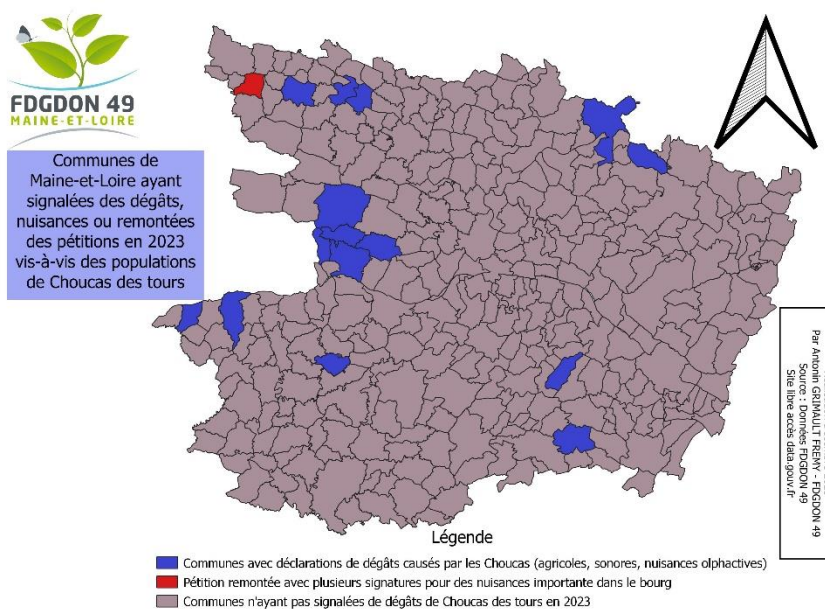 FDGDON 49
MAINE-ET-LOIRE
Communes de
Maine-et-Loire ayant
signalées des dégâts,
nuisances ou remontées
des pétitions en 2023
vis-à-vis des populations
de Choucas des tours
Par Antonin GRIMAULT FREMY - FDGDON 49
Source : Données FDGDON 49
Site libre accès data.gouv.fr
Légende
Communes avec déclarations de dégâts causés par les Choucas (agricoles, sonores, nuisances olphactives)
Pétition remontée avec plusieurs signatures pour des nuisances importante dans le bourg
Communes n'ayant pas signalées de dégâts de Choucas des tours en 2023